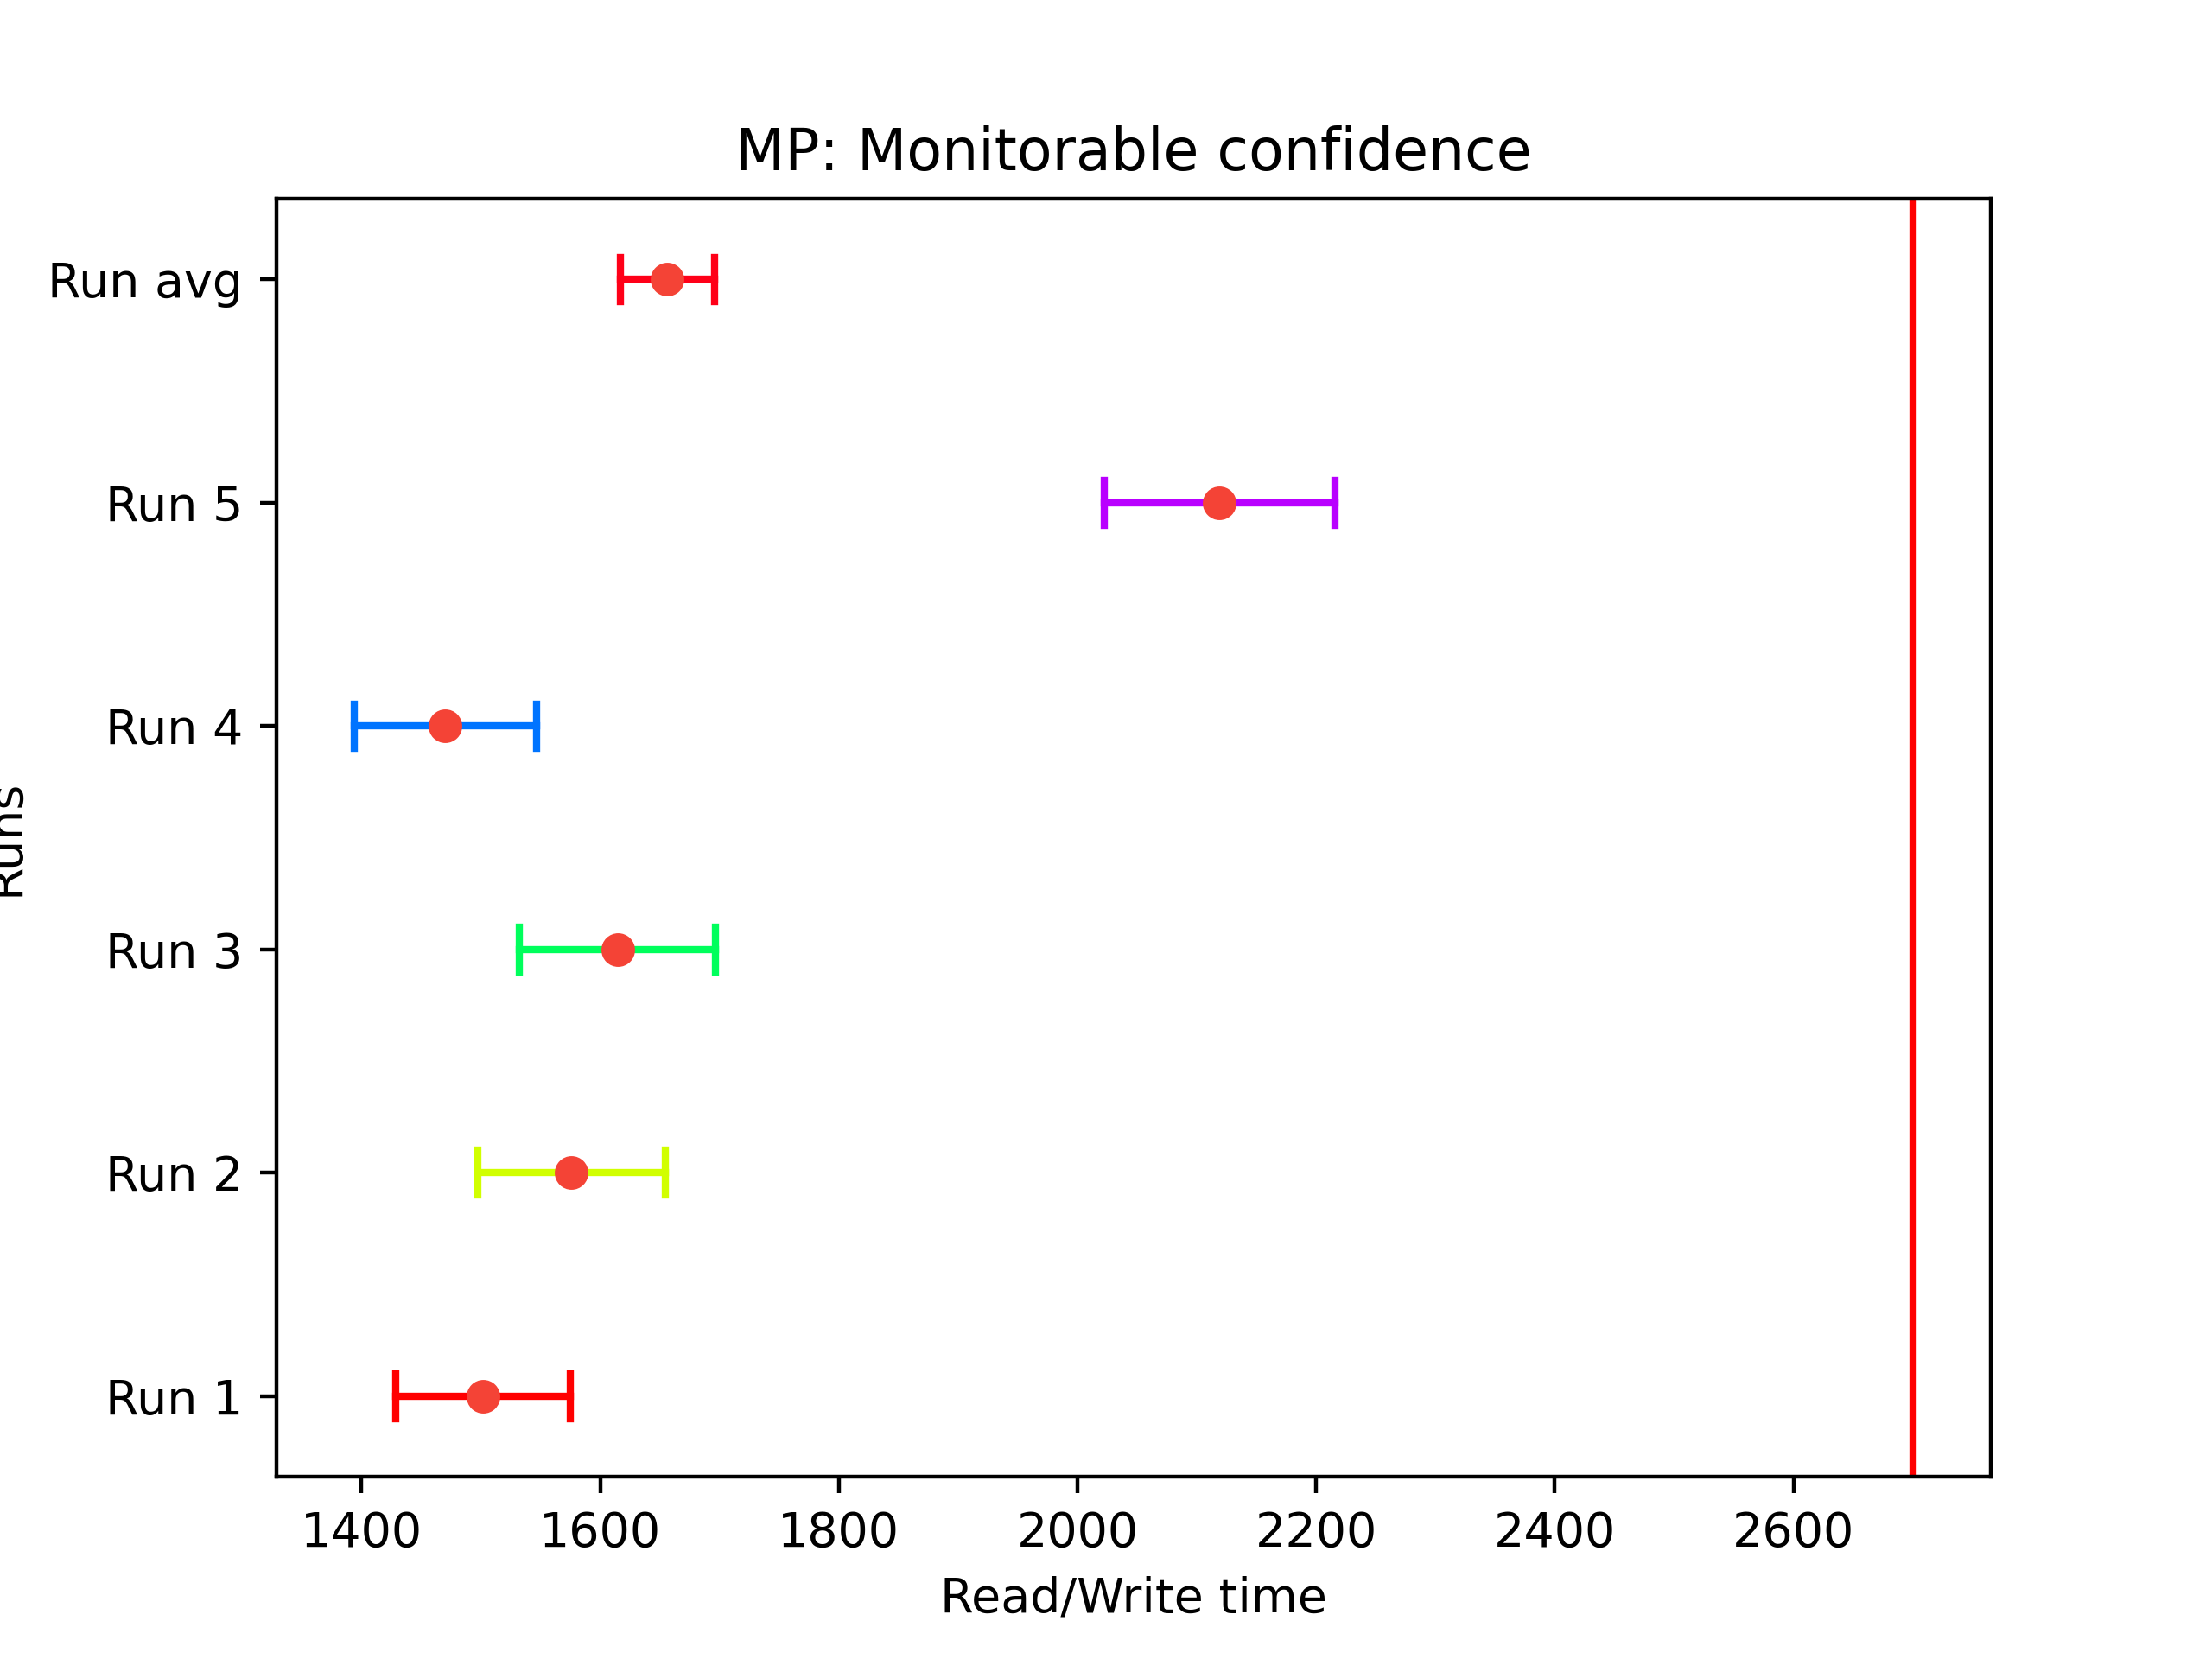 MP: Monitorable confidence
Run avg
Run 5
Run 4
Run 3
Run 2
Run 1
Runs
1400 1600 1800 2000 2200 2400 2600
Read/Write time